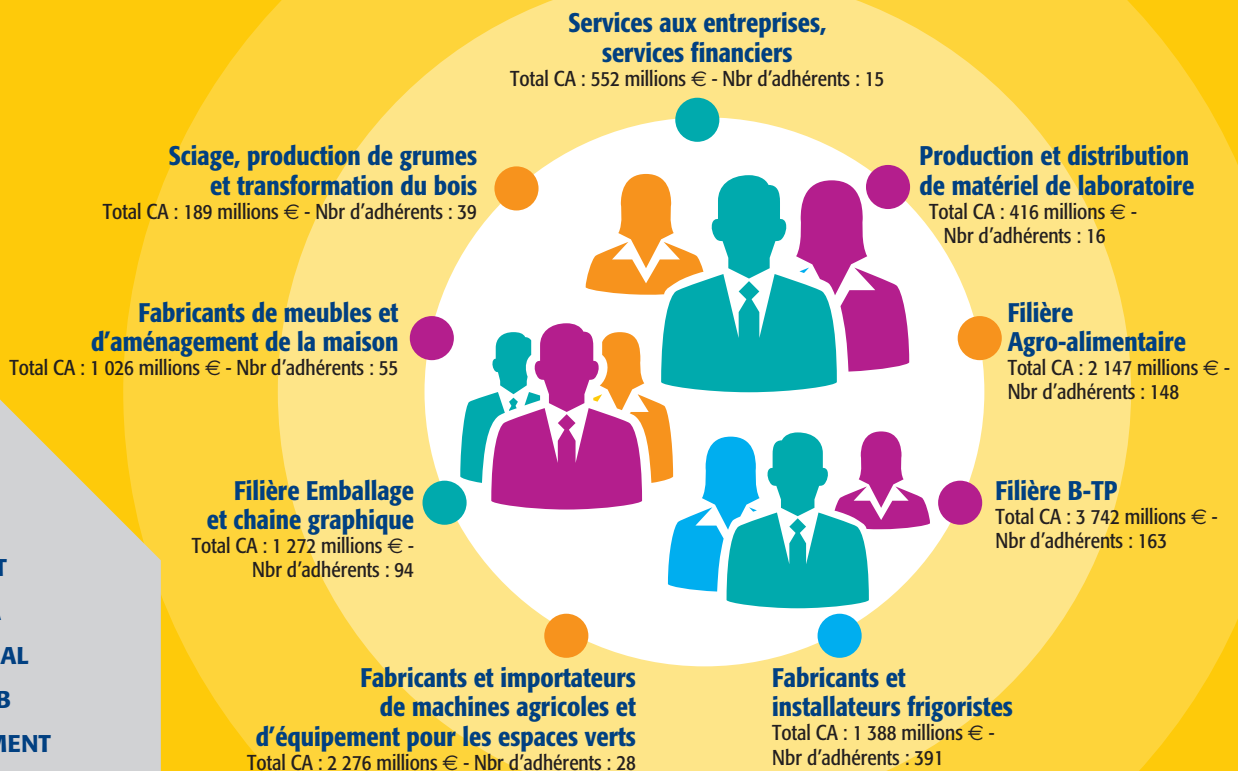 Services aux entreprises,
services financiers
Total CA : 552 millions € - Nbr d'adhérents : 15
Sciage, production de grumes
et transformation du bois
Total CA : 189 millions € - Nbr d'adhérents : 39
Production et distribution
de matériel de laboratoire
Total CA : 416 millions € -
Nbr d'adhérents : 16
Fabricants de meubles et
d'aménagement de la maison
Total CA : 1 026 millions € - Nbr d'adhérents : 55
Filière
Agro-alimentaire
Total CA : 2 147 millions € -
Nbr d'adhérents : 148
Filière Emballage
et chaine graphique
Total CA : 1 272 millions € -
Nbr d'adhérents : 94
Filière B-TP
Total CA : 3 742 millions € -
Nbr d'adhérents : 163
Fabricants et importateurs
de machines agricoles et
d'équipement pour les espaces verts
Total CA : 2 276 millions € - Nbr d'adhérents : 28
Fabricants et
installateurs frigoristes
Total CA : 1 388 millions € -
Nbr d'adhérents : 391